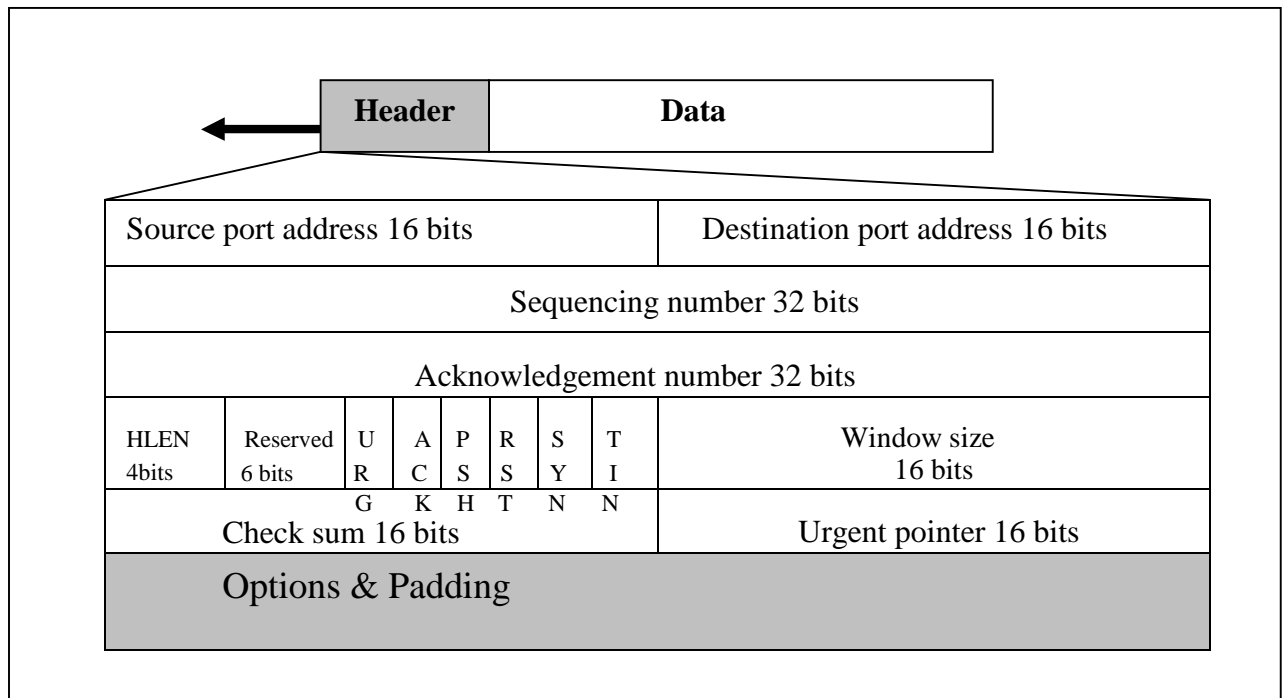 Header Data
Source port address 16 bits Destination port address 16 bits
Sequencing number 32 bits
Acknowledgement number 32 bits
HLEN Reserved U A P R S T Window size
4bits 6 bits R C S S Y I 16 bits
G K H T N N
Check sum 16 bits Urgent pointer 16 bits
Options & Padding